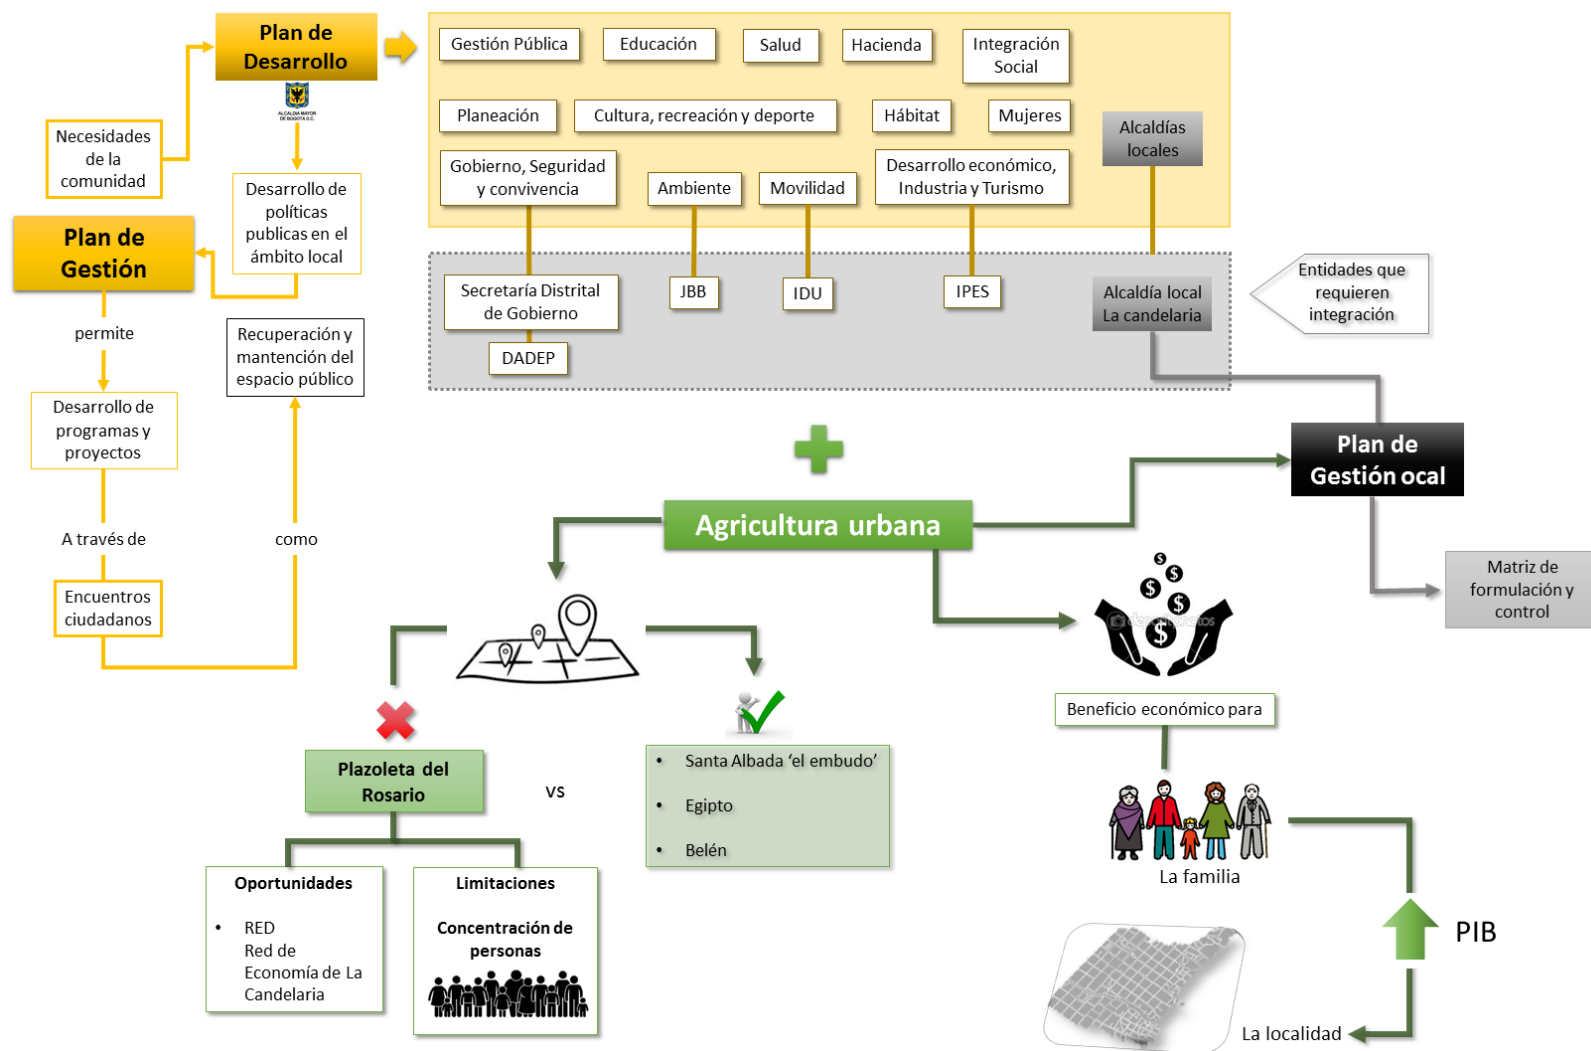 Plan de
Desarrollo
ALCALDÍA MAYOR
DE BOGOTÁ D.C.
Necesidades
de la
comunidad
Desarrollo de
políticas
publicas en el
ámbito local
Plan de
Gestión
permite
Desarrollo de
programas y
proyectos
A través de
Encuentros
ciudadanos
como
Recuperación y
mantención del
espacio público
Gestión Pública
Educación
Salud
Hacienda
Integración
Social
Planeación
Cultura, recreación y deporte
Hábitat
Mujeres
Alcaldías
locales
Gobierno, Seguridad
y convivencia
Ambiente
Movilidad
Desarrollo económico,
Industria y Turismo
Secretaría Distrital
de Gobierno
DADEP
JBB
IDU
IPES
Alcaldía local
La candelaria
Entidades que
requieren
integración
Plan de
Gestión ocal
Matriz de
formulación y
control
Agricultura urbana
Plazoleta del
Rosario
vs
• Santa Albada ‘el embudo’
• Egipto
• Belén
Oportunidades
• RED
Red de
Economía de La
Candelaria
Limitaciones
Concentración de
personas
Beneficio económico para
La familia
PIB
La localidad